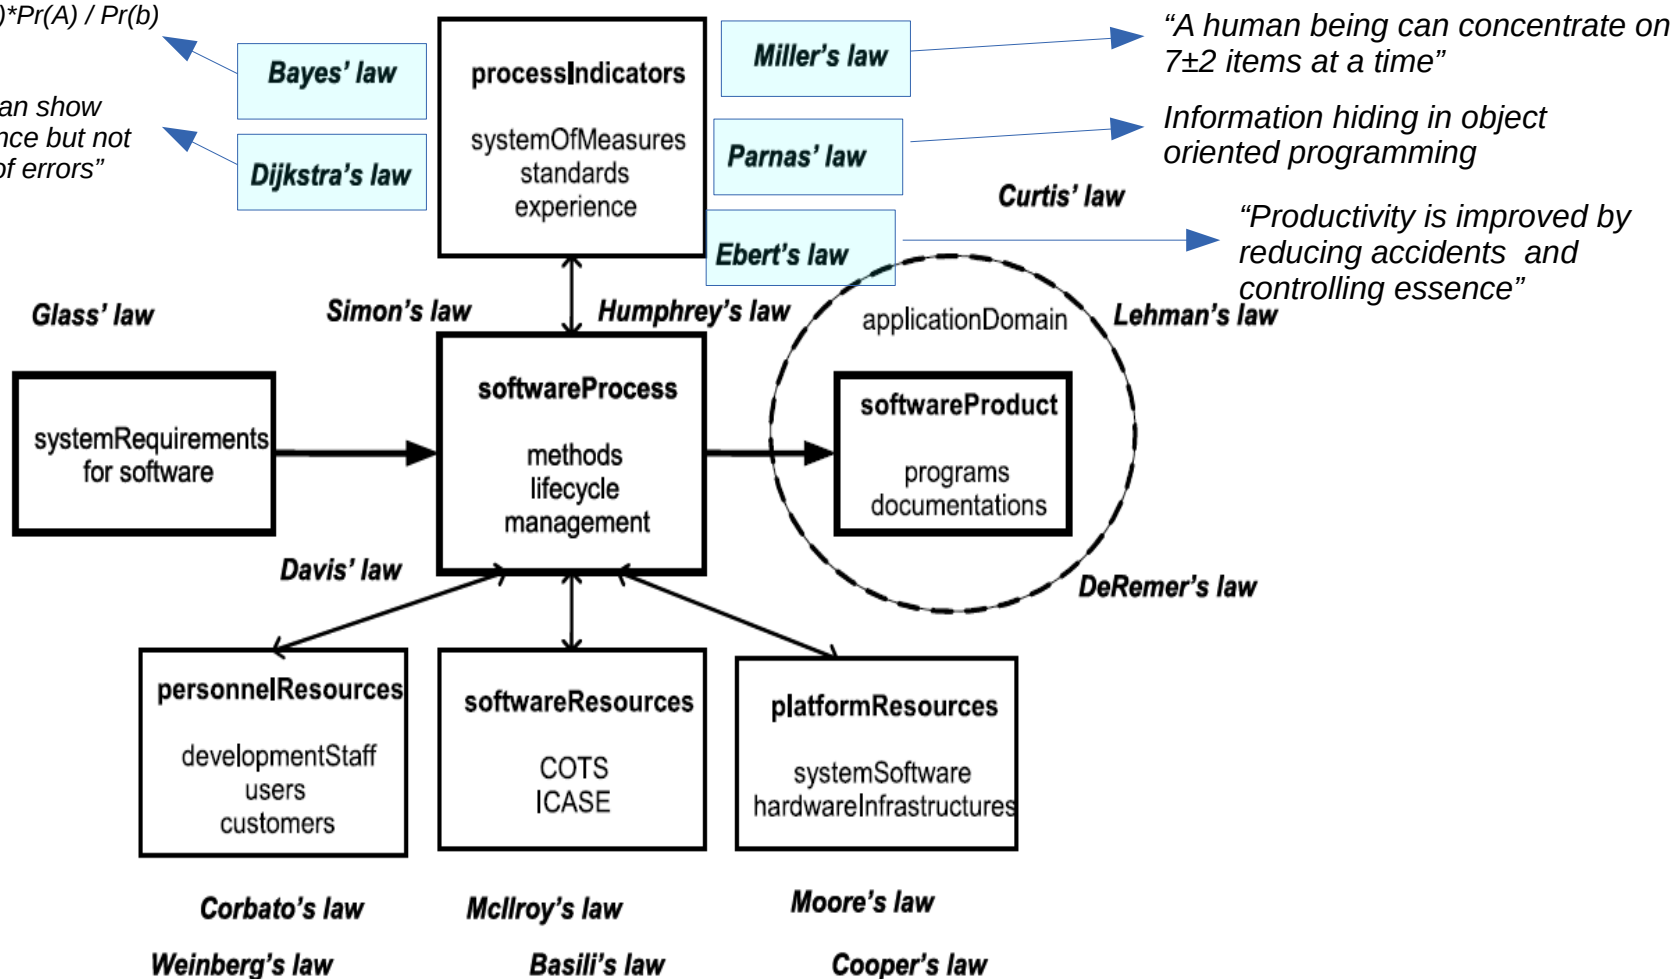 )*Pr(A) / Pr(b)
an show
nce but not
of errors”
Bayes’ law
Dijkstra’s law
processIndicators
systemOfMeasures
standards
experience
Miller’s law
Parnas’ law
Ebert’s law
“A human being can concentrate on
7±2 items at a time”
Information hiding in object
oriented programming
Curtis’ law
“Productivity is improved by
reducing accidents  and
controlling essence”
Glass’ law
Simon’s law
Humphrey’s law
applicationDomain
Lehman’s law
systemRequirements
for software
softwareProcess
methods
lifecycle
management
softwareProduct
programs
documentations
Davis’ law
DeRemer’s law
personnelResources
developmentStaff
users
customers
softwareResources
COTS
ICASE
platformResources
systemSoftware
hardwareInfrastructures
Corbato’s law
McIlroy’s law
Moore’s law
Weinberg’s law
Basili’s law
Cooper’s law